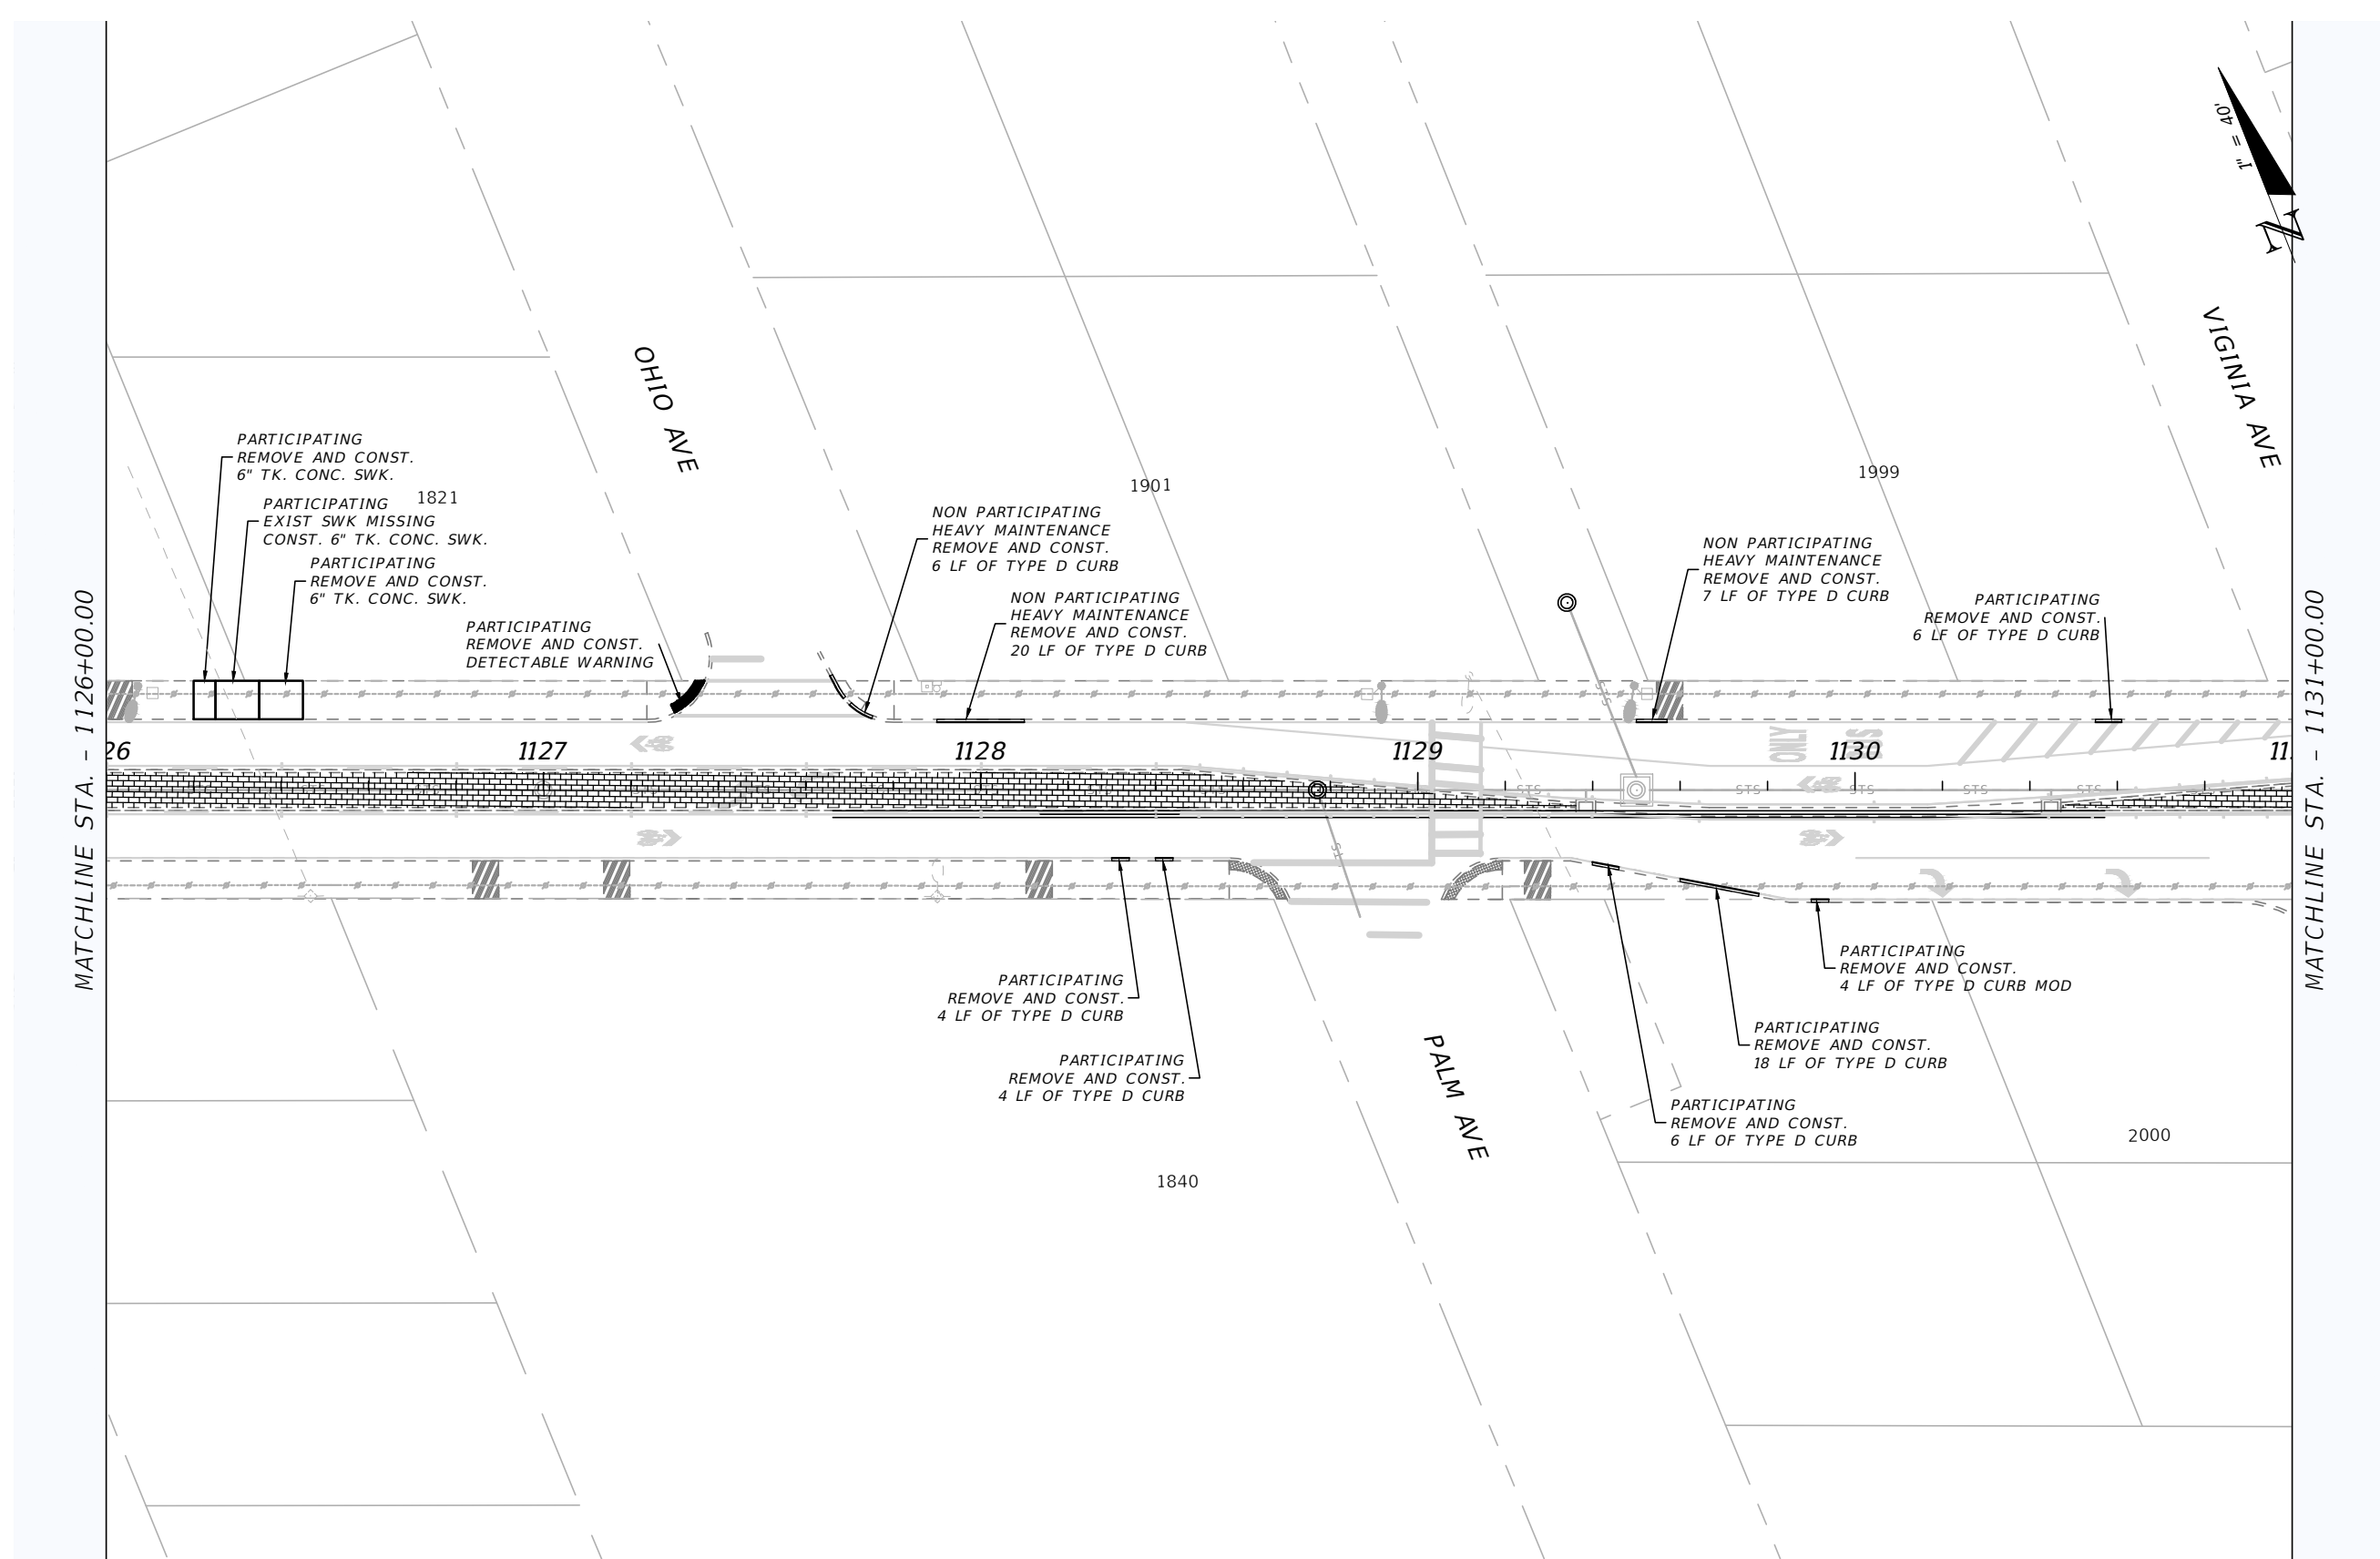 1" = 40'
N
OHIO AVE
VIGINIA AVE
PARTICIPATING
REMOVE AND CONST.
6" TK. CONC. SWK.
1821
PARTICIPATING
EXIST SWK MISSING
CONST. 6" TK. CONC. SWK.
PARTICIPATING
REMOVE AND CONST.
6" TK. CONC. SWK.
PARTICIPATING
REMOVE AND CONST.
DETECTABLE WARNING
1901
NON PARTICIPATING
HEAVY MAINTENANCE
REMOVE AND CONST.
6 LF OF TYPE D CURB
NON PARTICIPATING
HEAVY MAINTENANCE
REMOVE AND CONST.
20 LF OF TYPE D CURB
1999
NON PARTICIPATING
HEAVY MAINTENANCE
REMOVE AND CONST.
7 LF OF TYPE D CURB
PARTICIPATING
REMOVE AND CONST.
6 LF OF TYPE D CURB
MATCHLINE STA. - 1126+00.00
MATCHLINE STA. - 1131+00.00
STS
ONLY
26
1127
1128
1129
1130
11
STS
STS
STS
STS
STS
PARTICIPATING
REMOVE AND CONST.
4 LF OF TYPE D CURB
PARTICIPATING
REMOVE AND CONST.
4 LF OF TYPE D CURB
PALM AVE
PARTICIPATING
REMOVE AND CONST.
4 LF OF TYPE D CURB MOD
PARTICIPATING
REMOVE AND CONST.
18 LF OF TYPE D CURB
PARTICIPATING
REMOVE AND CONST.
6 LF OF TYPE D CURB
1840
2000